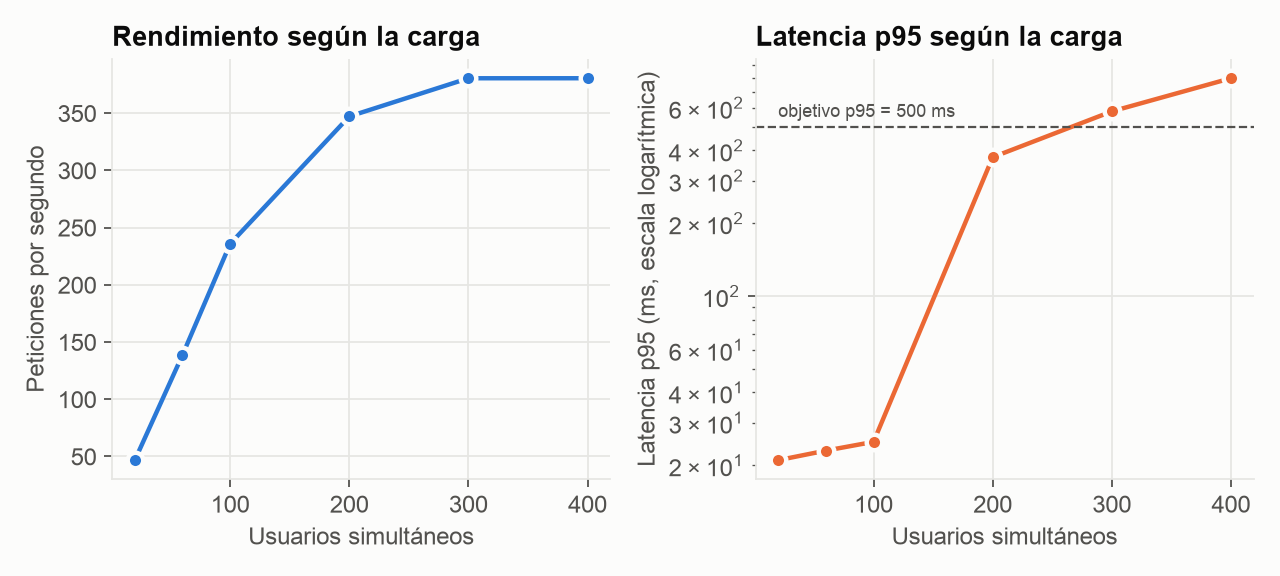 Rendimiento según la carga
Peticiones por segundo
350
300
250
200
150
100
50
100 200 300 400
Usuarios simultáneos
Latencia p95 según la carga
Latencia p95 (ms, escala logarítmica)
6 × 10²
4 × 10²
3 × 10²
2 × 10²
10²
6 × 10¹
4 × 10¹
3 × 10¹
2 × 10¹
objetivo p95 = 500 ms
100 200 300 400
Usuarios simultáneos